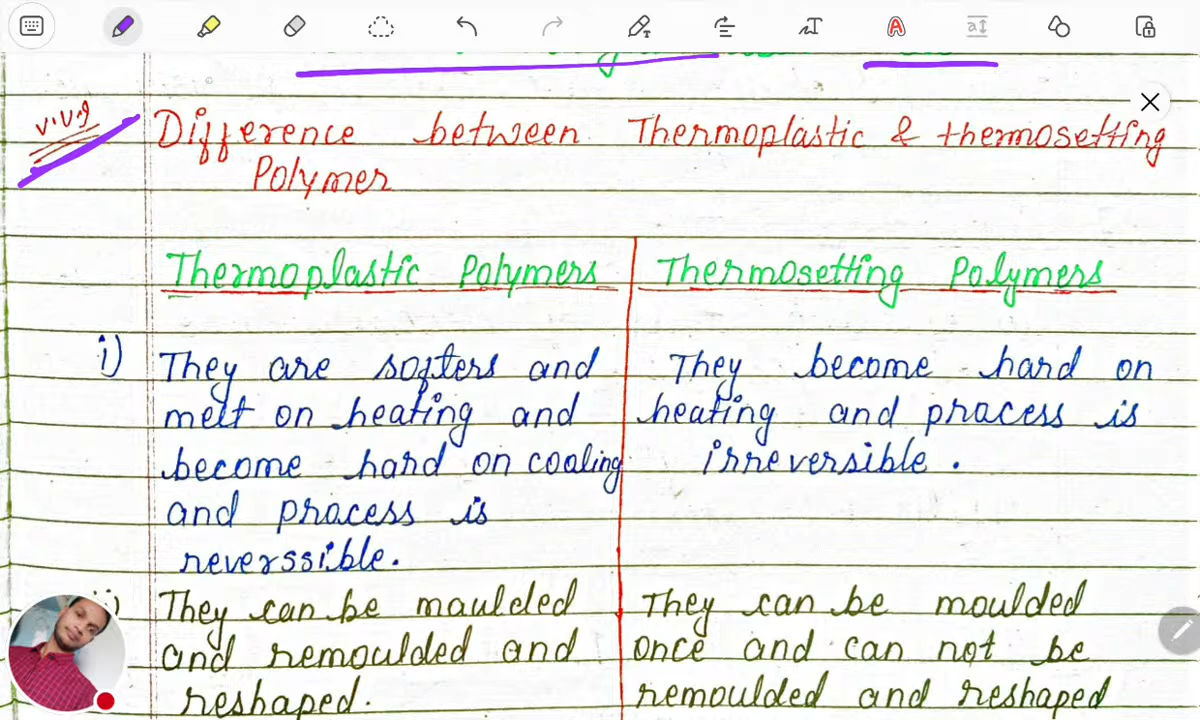 V.V.I
Difference between Thermoplastic & thermosetting
Polymer
Thermoplastic Polymers Thermosetting Polymers
i) They are softers and
melt on heating and
become hard on cooling
and process is
reverssible.
They become hard on
heating and process is
irreversible.
They can be maulded
and remoulded and
reshaped.
They can be moulded
once and can not be
remoulded and reshaped